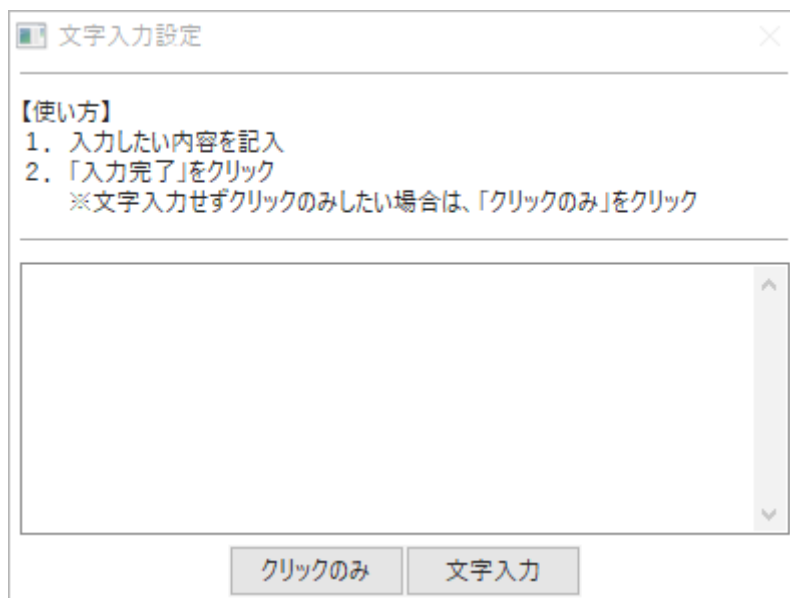 文字入力設定
【使い方】
１．入力したい内容を記入
２．「入力完了」をクリック
※文字入力せずクリックのみしたい場合は、「クリックのみ」をクリック
クリックのみ 文字入力